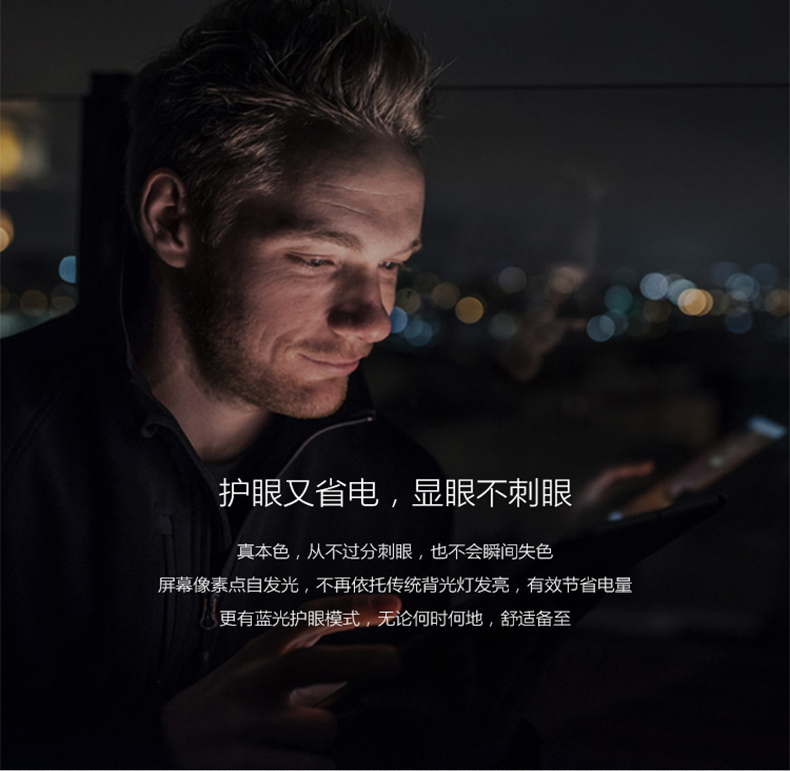 护眼又省电，显眼不刺眼
真本色，从不过分刺眼，也不会瞬间失色
屏幕像素点自发光，不再依托传统背光灯发亮，有效节省电量
更有蓝光护眼模式，无论何时何地，舒适备至